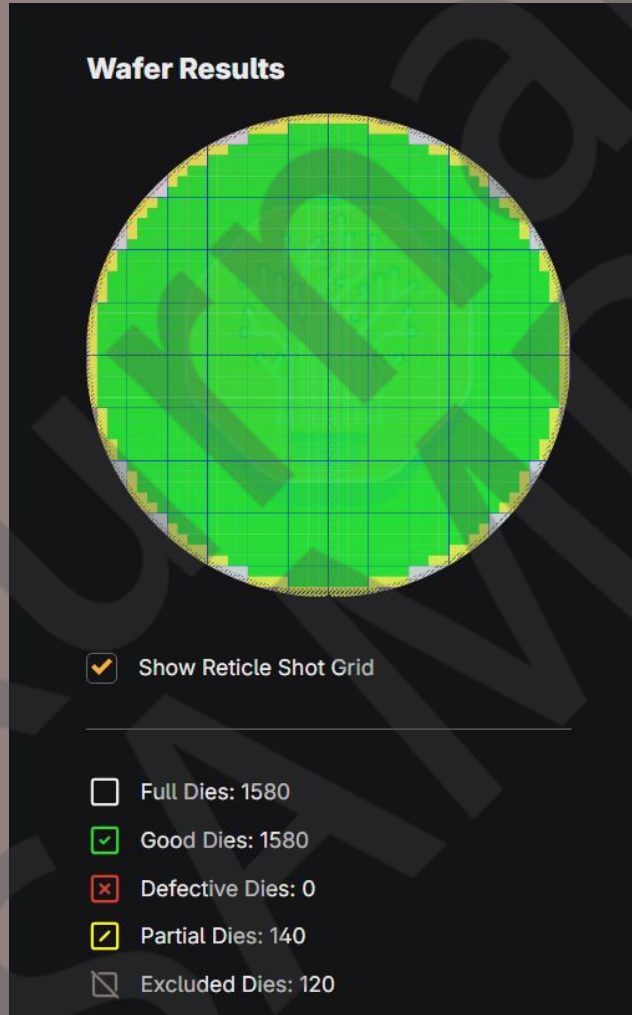 Wafer Results
Show Reticle Shot Grid
Full Dies: 1580
Good Dies: 1580
Defective Dies: 0
Partial Dies: 140
Excluded Dies: 120